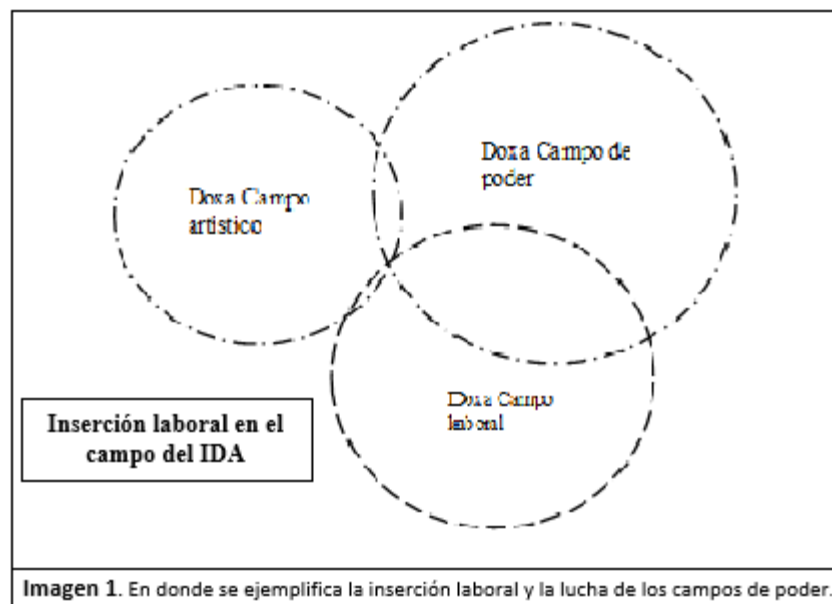 Doxa Campo de
poder
Doxa Campo
artístico
Doxa Campo
laboral
Inserción laboral en el
campo del IDA
Imagen 1. En donde se ejemplifica la inserción laboral y la lucha de los campos de poder.